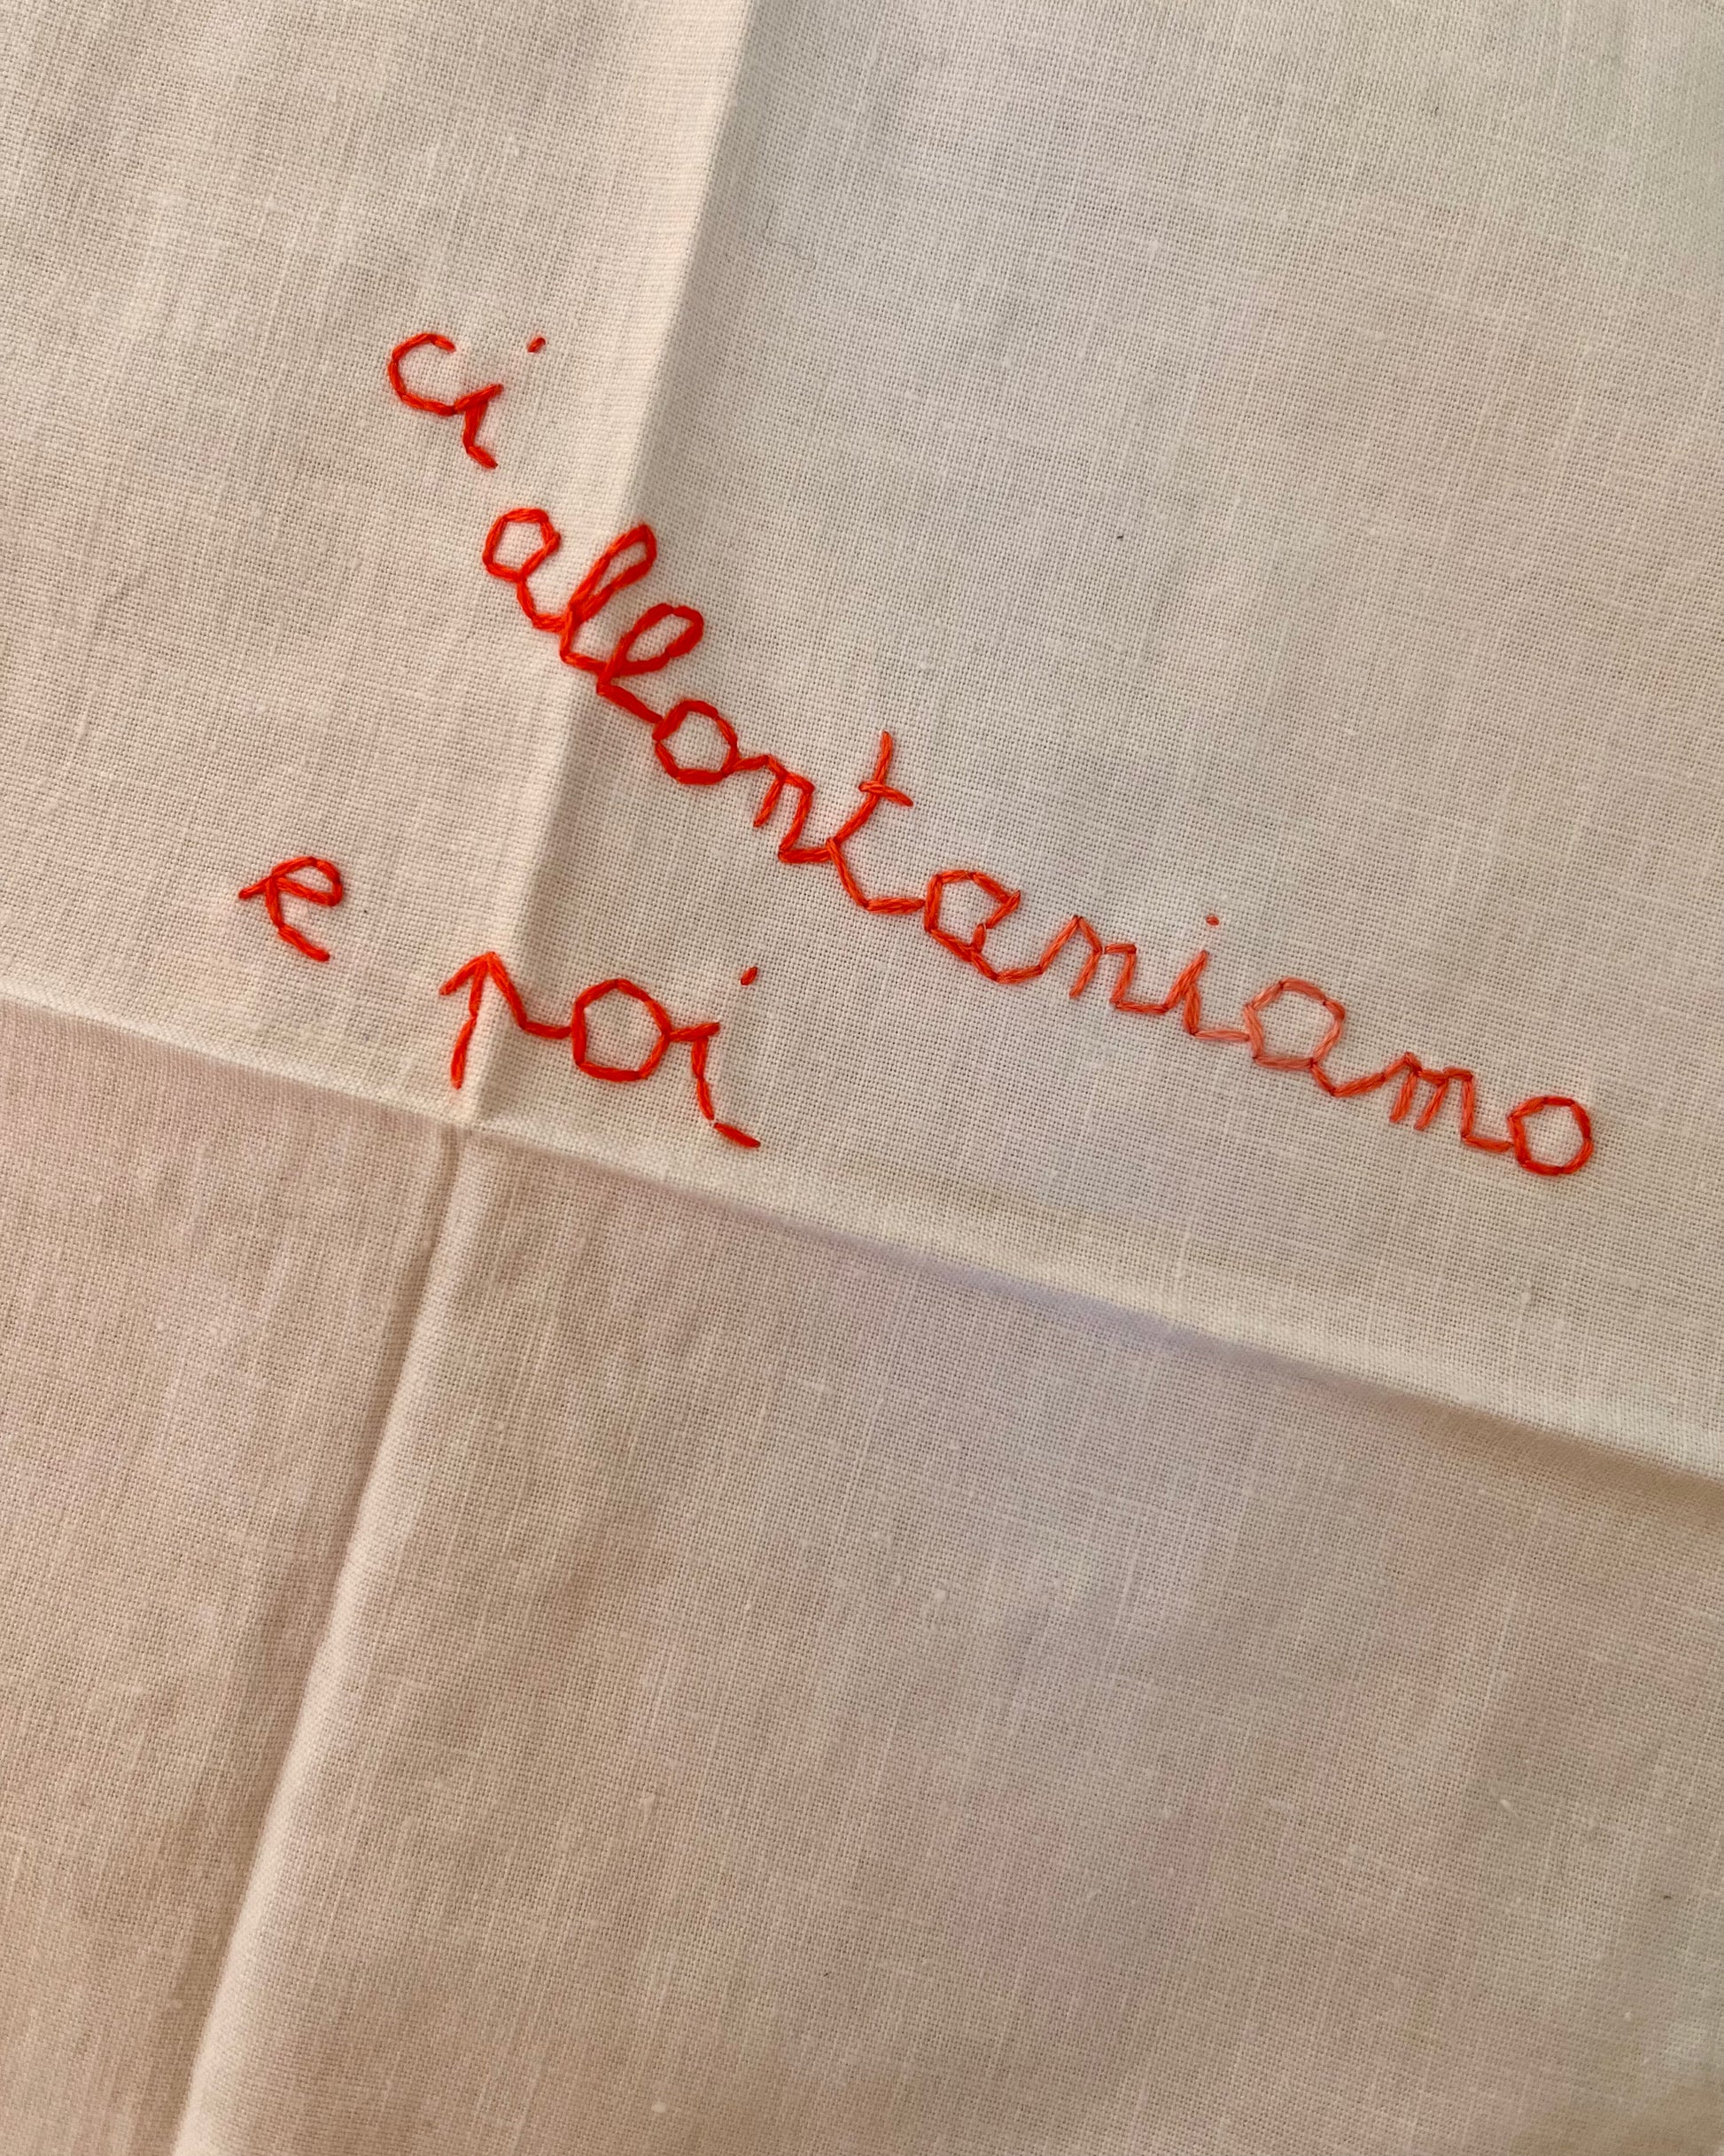 ci allontaniamo
e poi